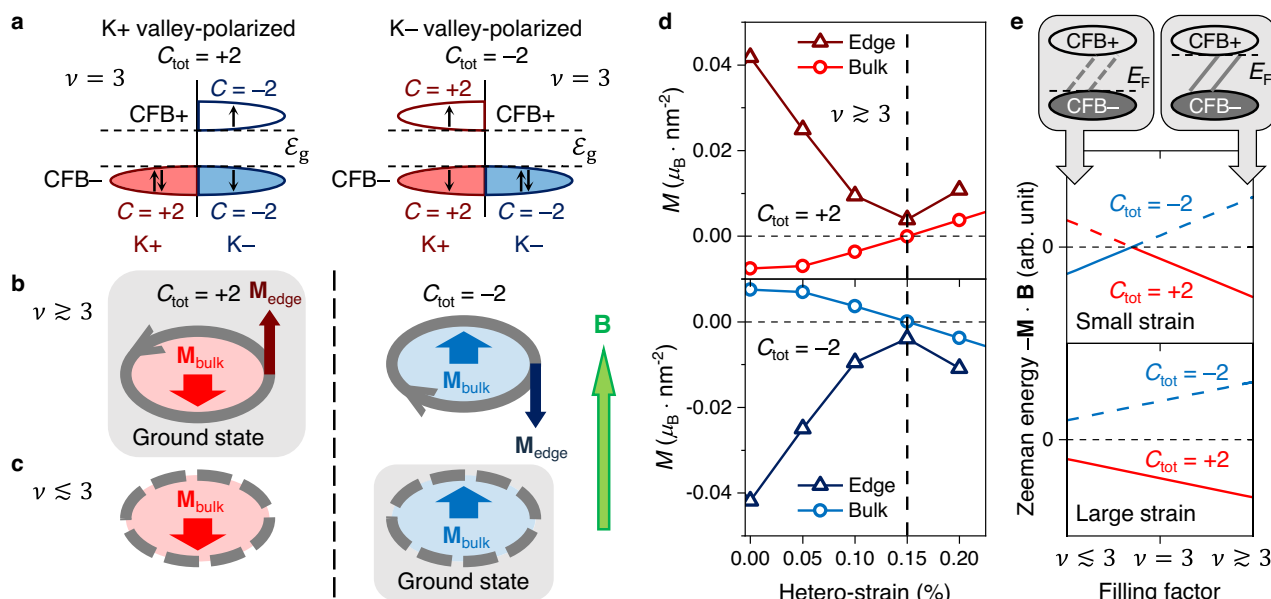 a
K+ valley-polarized
C_tot = +2
ν = 3
C = −2
CFB+
ℰ_g
CFB−
C = +2
C = −2
K+
K−
K− valley-polarized
C_tot = −2
ν = 3
C = +2
CFB+
ℰ_g
CFB−
C = +2
C = −2
K+
K−
b
ν ≳ 3
C_tot = +2
M_edge
M_bulk
Ground state
C_tot = −2
M_bulk
M_edge
B
c
ν ≲ 3
M_bulk
M_bulk
Ground state
d
M (μ_B · nm⁻²)
0.04
0.02
0.00
Edge
Bulk
ν ≳ 3
C_tot = +2
M (μ_B · nm⁻²)
0.00
-0.02
-0.04
C_tot = −2
Edge
Bulk
0.00 0.05 0.10 0.15 0.20
Hetero-strain (%)
e
CFB+
E_F
CFB−
CFB+
E_F
CFB−
Zeeman energy −M · B (arb. unit)
0
C_tot = −2
C_tot = +2
Small strain
0
C_tot = −2
C_tot = +2
Large strain
ν ≲ 3 ν = 3 ν ≳ 3
Filling factor